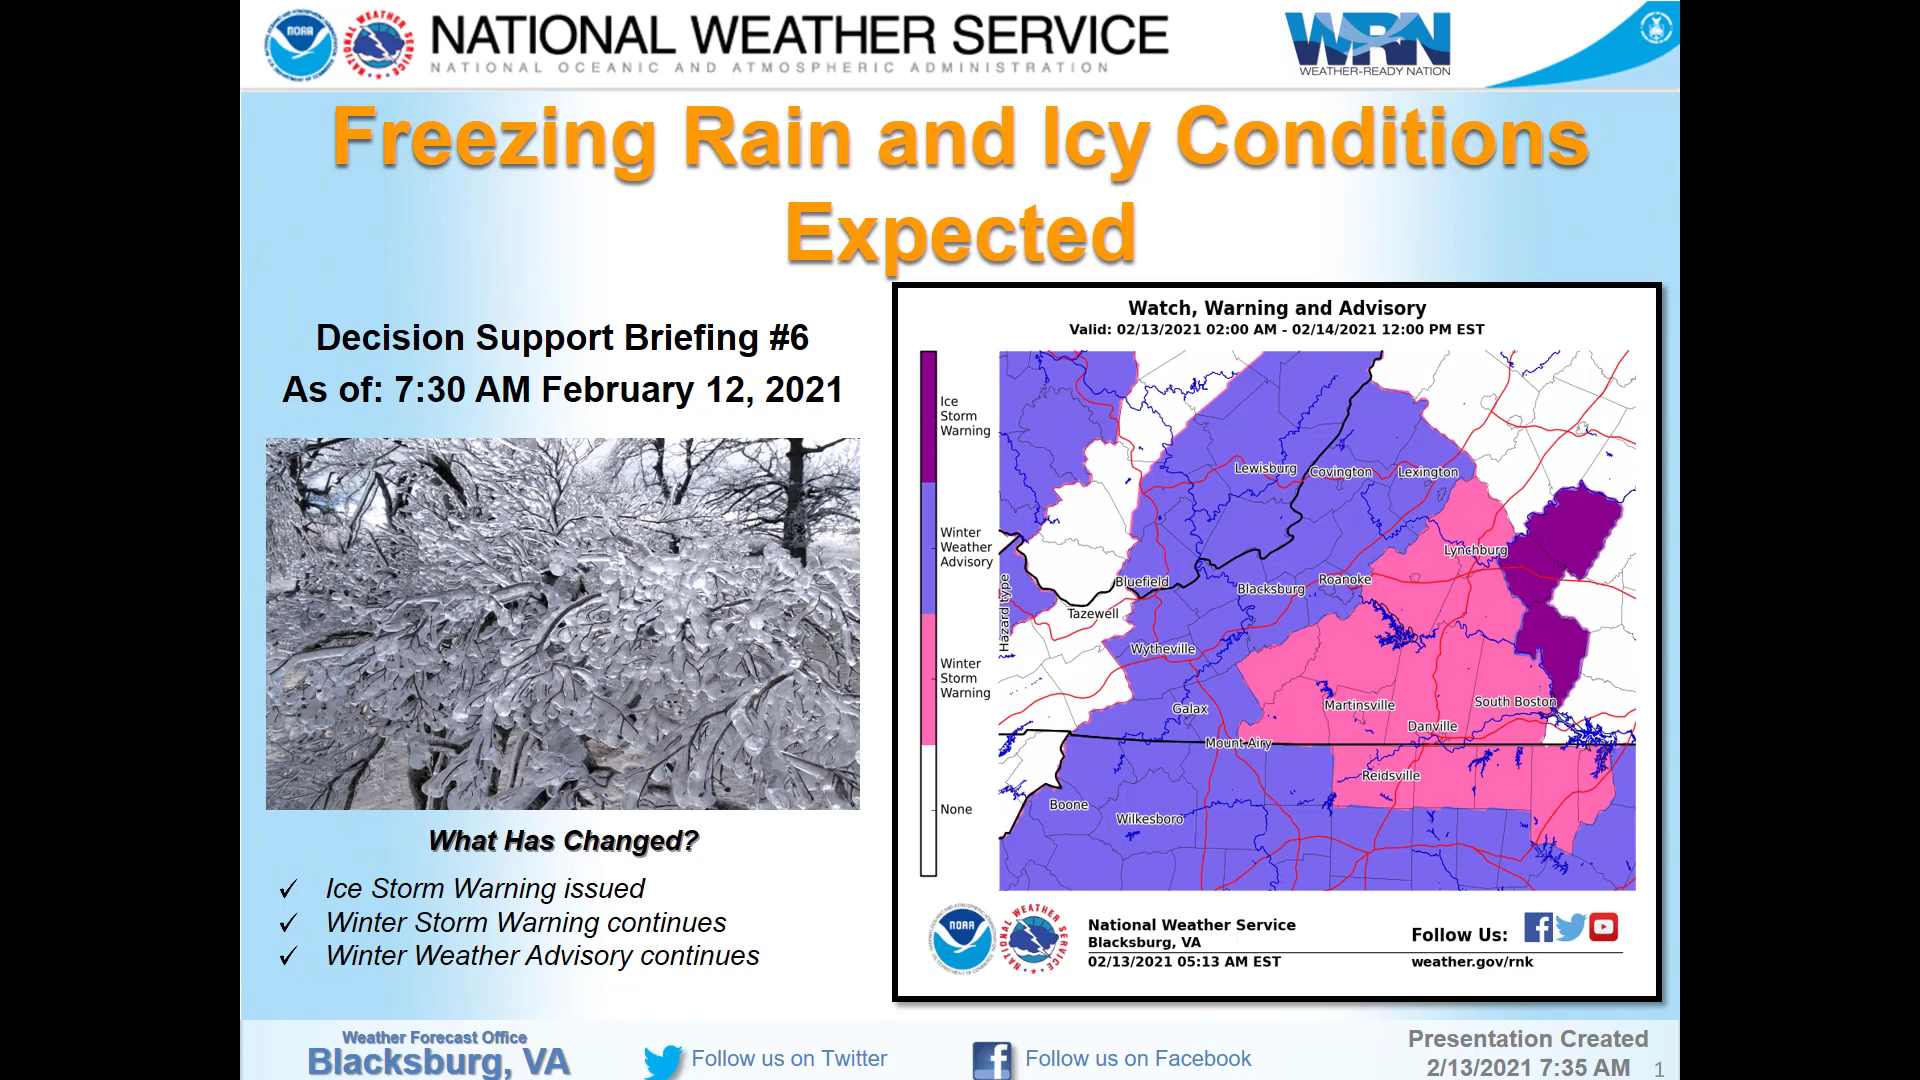 NOAA
NATIONAL WEATHER SERVICE
NATIONAL OCEANIC AND ATMOSPHERIC ADMINISTRATION
WRN
WEATHER-READY NATION
Freezing Rain and Icy Conditions
Expected
Decision Support Briefing #6
As of: 7:30 AM February 12, 2021
What Has Changed?
✓ Ice Storm Warning issued
✓ Winter Storm Warning continues
✓ Winter Weather Advisory continues
Watch, Warning and Advisory
Valid: 02/13/2021 02:00 AM - 02/14/2021 12:00 PM EST
Ice
Storm
Warning
Winter
Weather
Advisory
Winter
Storm
Warning
None
Hazard type
Lewisburg
Covington
Lexington
Lynchburg
Bluefield
Roanoke
Blacksburg
Tazewell
Wytheville
Galax
Martinsville
South Boston
Danville
Mount Airy
Reidsville
Boone
Wilkesboro
NOAA
NATIONAL WEATHER SERVICE
National Weather Service
Blacksburg, VA
02/13/2021 05:13 AM EST
Follow Us:
weather.gov/rnk
Weather Forecast Office
Blacksburg, VA
Follow us on Twitter
Follow us on Facebook
Presentation Created
2/13/2021 7:35 AM
1